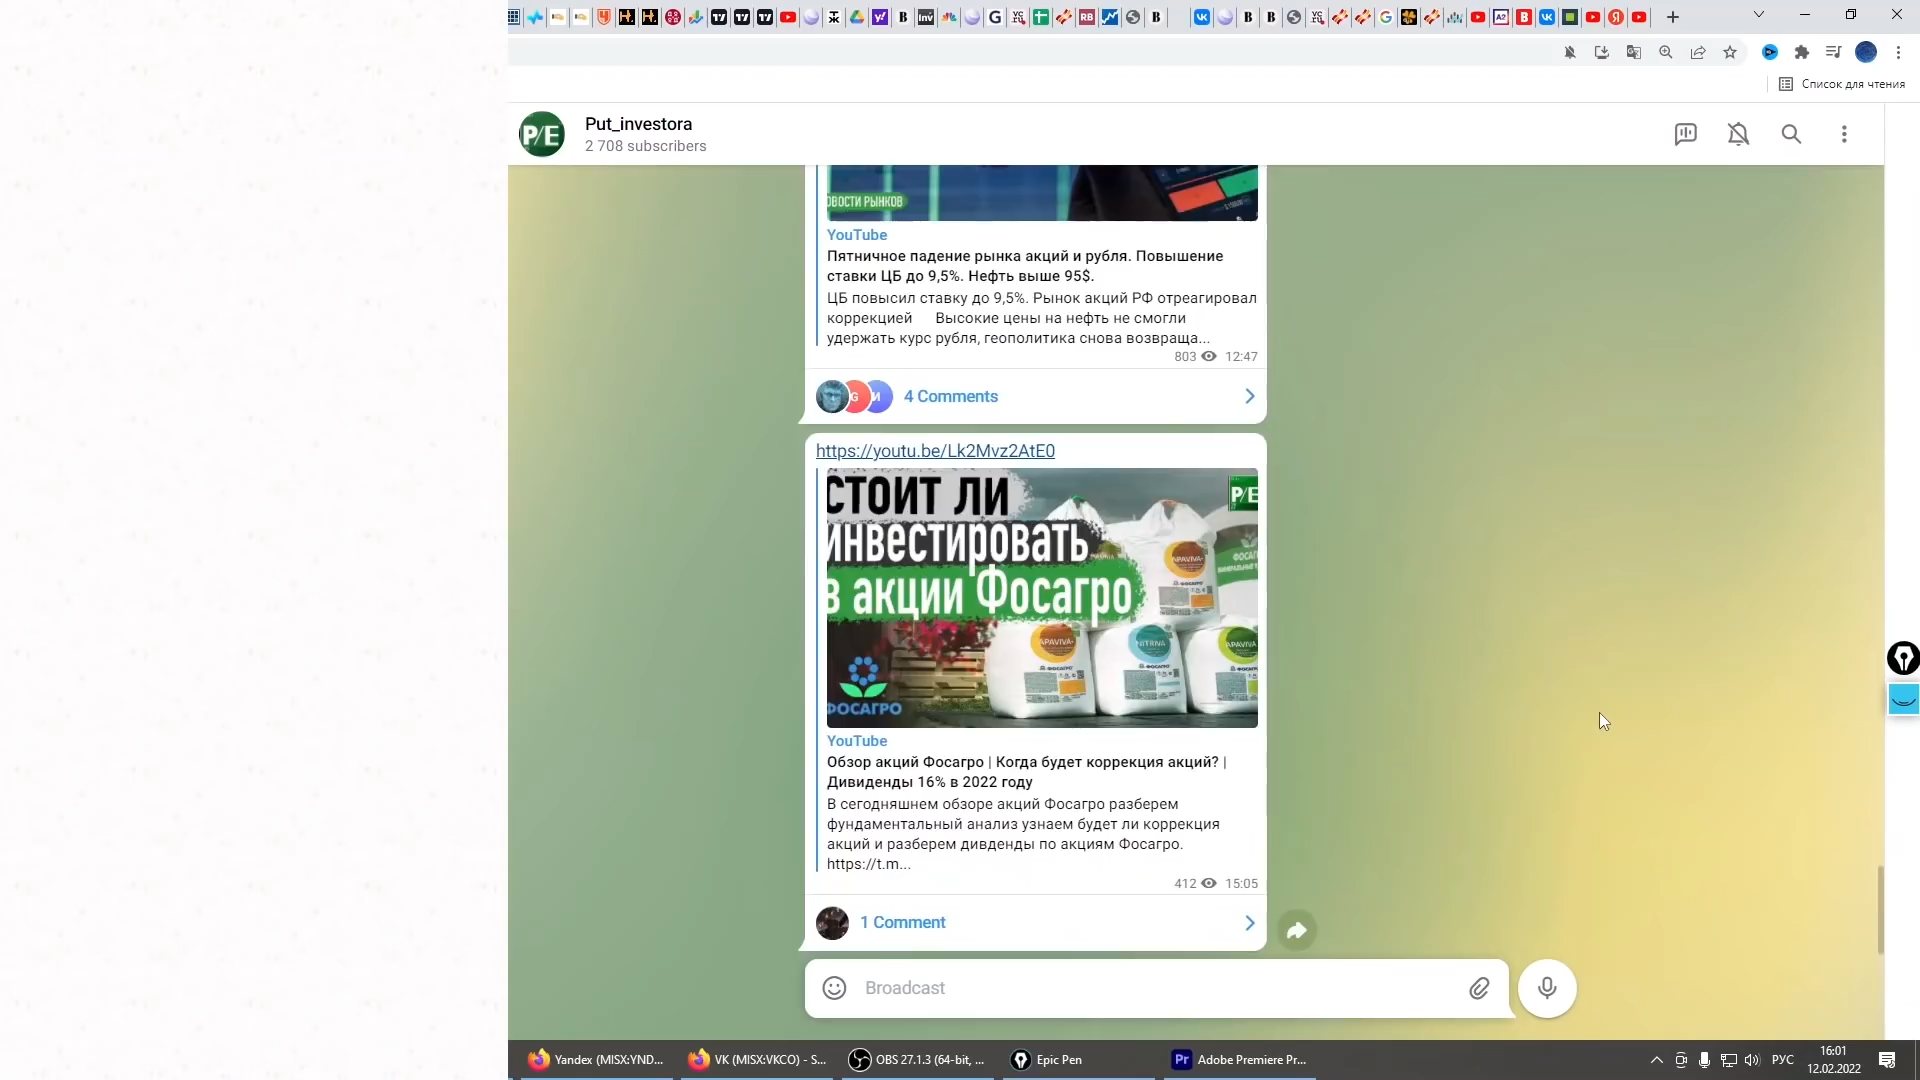 Список для чтения
P/E
Put_investora
2 708 subscribers
ОВОСТИ РЫНКОВ
YouTube
Пятничное падение рынка акций и рубля. Повышение
ставки ЦБ до 9,5%. Нефть выше 95$.
ЦБ повысил ставку до 9,5%. Рынок акций РФ отреагировал
коррекцией Высокие цены на нефть не смогли
удержать курс рубля, геополитика снова возвраща...
803 12:47
G И
4 Comments
https://youtu.be/Lk2Mvz2AtE0
СТОИТ ЛИ
P/E
ИНВЕСТИРОВАТЬ
В акции Фосагро
APAVIVA+
NITRIVA
APAVIVA
ФОСАГРО
ФОСАГРО
YouTube
Обзор акций Фосагро | Когда будет коррекция акций? |
Дивиденды 16% в 2022 году
В сегодняшнем обзоре акций Фосагро разберем
фундаментальный анализ узнаем будет ли коррекция
акций и разберем дивденды по акциям Фосагро.
https://t.m...
412 15:05
1 Comment
Broadcast
Yandex (MISX:YND...
VK (MISX:VKCO) - S...
OBS 27.1.3 (64-bit, ...
Epic Pen
Pr Adobe Premiere Pr...
РУС
16:01
12.02.2022